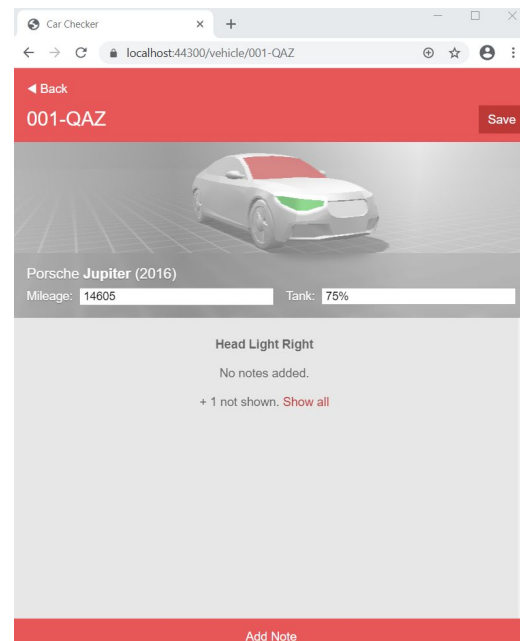 Car Checker
localhost:44300/vehicle/001-QAZ
Back
001-QAZ
Save
Porsche Jupiter (2016)
Mileage: 14605 Tank: 75%
Head Light Right
No notes added.
+ 1 not shown. Show all
Add Note